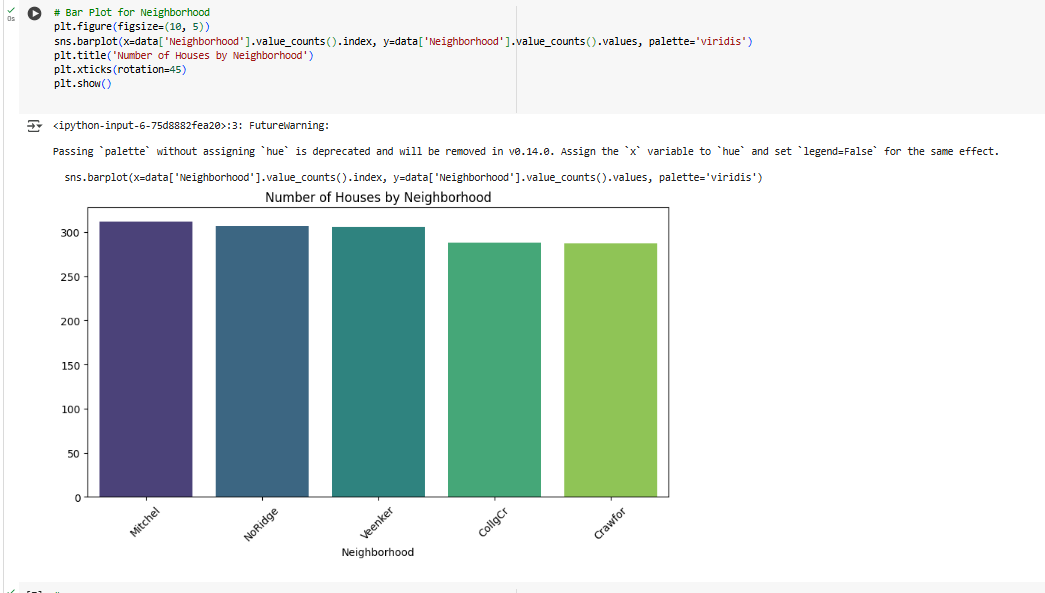 0s
# Bar Plot for Neighborhood
plt.figure(figsize=(10, 5))
sns.barplot(x=data['Neighborhood'].value_counts().index, y=data['Neighborhood'].value_counts().values, palette='viridis')
plt.title('Number of Houses by Neighborhood')
plt.xticks(rotation=45)
plt.show()
<ipython-input-6-75d8882fea20>:3: FutureWarning:
Passing `palette` without assigning `hue` is deprecated and will be removed in v0.14.0. Assign the `x` variable to `hue` and set `legend=False` for the same effect.
sns.barplot(x=data['Neighborhood'].value_counts().index, y=data['Neighborhood'].value_counts().values, palette='viridis')
Number of Houses by Neighborhood
300
250
200
150
100
50
0
Mitchel
NoRidge
Veenker
CollgCr
Crawfor
Neighborhood